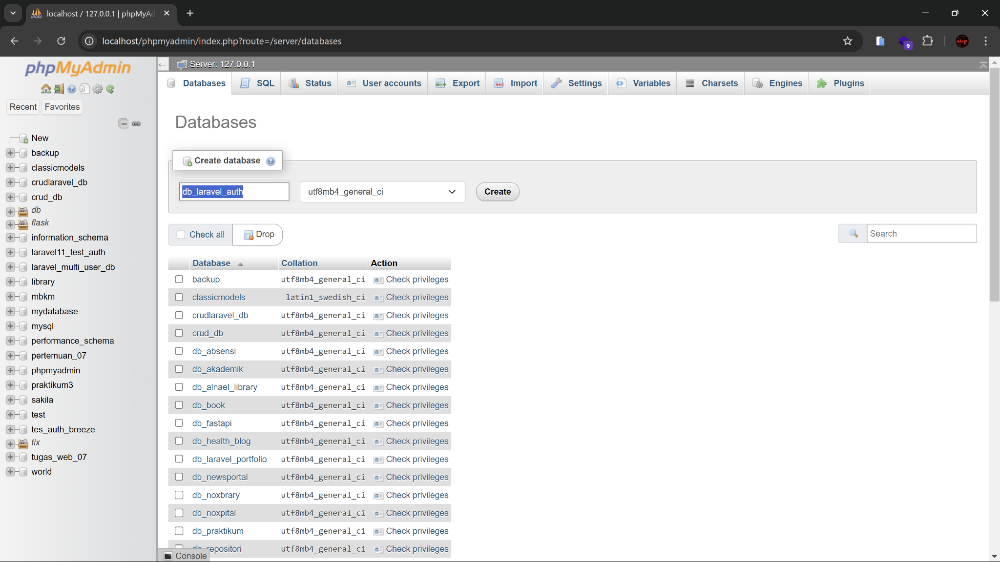 localhost / 127.0.0.1 | phpMyAd
localhost/phpmyadmin/index.php?route=/server/databases
9
phpMyAdmin
Recent
Favorites
New
backup
classicmodels
crudlaravel_db
crud_db
db
flask
information_schema
laravel11_test_auth
laravel_multi_user_db
library
mbkm
mydatabase
mysql
performance_schema
pertemuan_07
phpmyadmin
praktikum3
sakila
test
tes_auth_breeze
tix
tugas_web_07
world
Server: 127.0.0.1
Databases SQL Status User accounts Export Import Settings Variables Charsets Engines Plugins
Databases
Create database
db_laravel_auth utf8mb4_general_ci Create
Check all Drop Search
Database Collation Action
backup utf8mb4_general_ci Check privileges
classicmodels latin1_swedish_ci Check privileges
crudlaravel_db utf8mb4_general_ci Check privileges
crud_db utf8mb4_general_ci Check privileges
db_absensi utf8mb4_general_ci Check privileges
db_akademik utf8mb4_general_ci Check privileges
db_alnael_library utf8mb4_general_ci Check privileges
db_book utf8mb4_general_ci Check privileges
db_fastapi utf8mb4_general_ci Check privileges
db_health_blog utf8mb4_general_ci Check privileges
db_laravel_portfolio utf8mb4_general_ci Check privileges
db_newsportal utf8mb4_general_ci Check privileges
db_noxbrary utf8mb4_general_ci Check privileges
db_noxpital utf8mb4_general_ci Check privileges
db_praktikum utf8mb4_general_ci Check privileges
db_repositori utf8mb4_general_ci Check privileges
Console